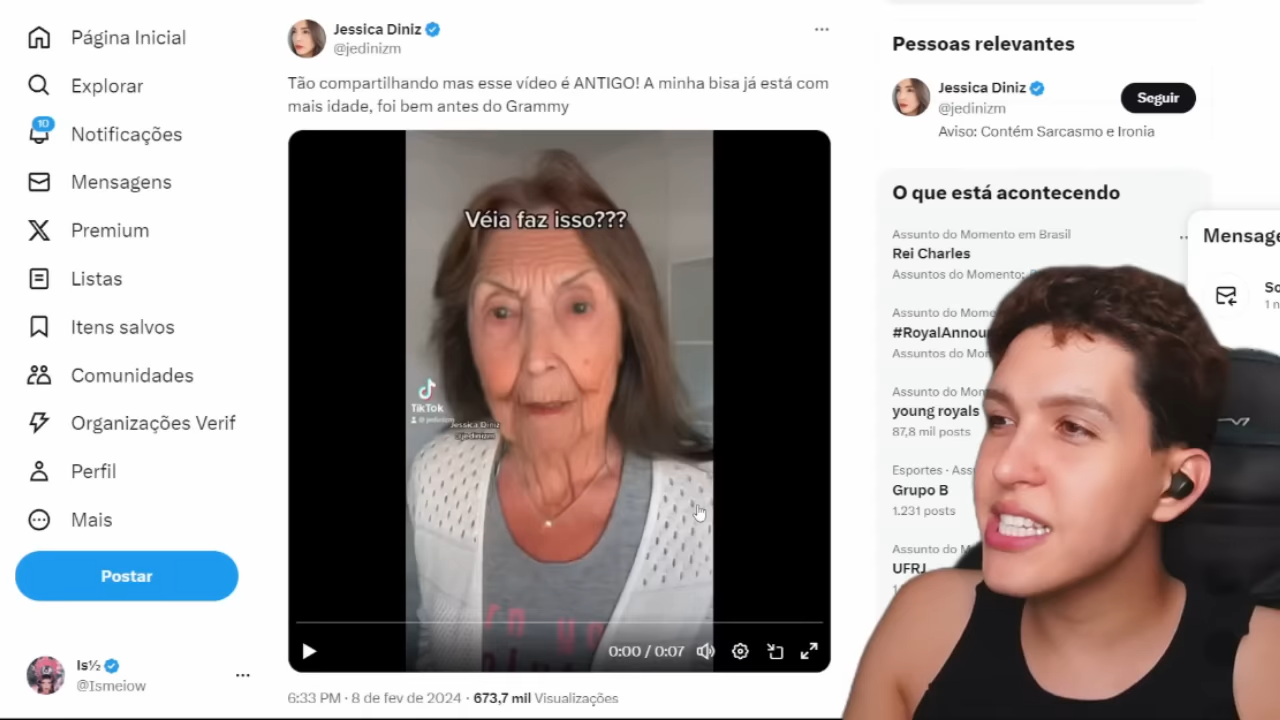 Página Inicial
Explorar
10
Notificações
Mensagens
Premium
Listas
Itens salvos
Comunidades
Organizações Verif
Perfil
Mais
Postar
Is½
@Ismeiow
Jessica Diniz
@jedinizm
Tão compartilhando mas esse vídeo é ANTIGO! A minha bisa já está com
mais idade, foi bem antes do Grammy
Véia faz isso???
TikTok
@jedinizm
Jessica Diniz
@jedinizm
0:00 / 0:07
6:33 PM · 8 de fev de 2024 · 673,7 mil Visualizações
Pessoas relevantes
Jessica Diniz
@jedinizm
Seguir
Aviso: Contém Sarcasmo e Ironia
O que está acontecendo
Assunto do Momento em Brasil
Rei Charles
Assuntos do Momento:
Assunto do Mome
#RoyalAnnou
Assuntos do Mo
Assunto do Mom
young royals
87,8 mil posts
Esportes · Ass
Grupo B
1.231 posts
Assunto do M
UFRJ
Mensage
So
1 n